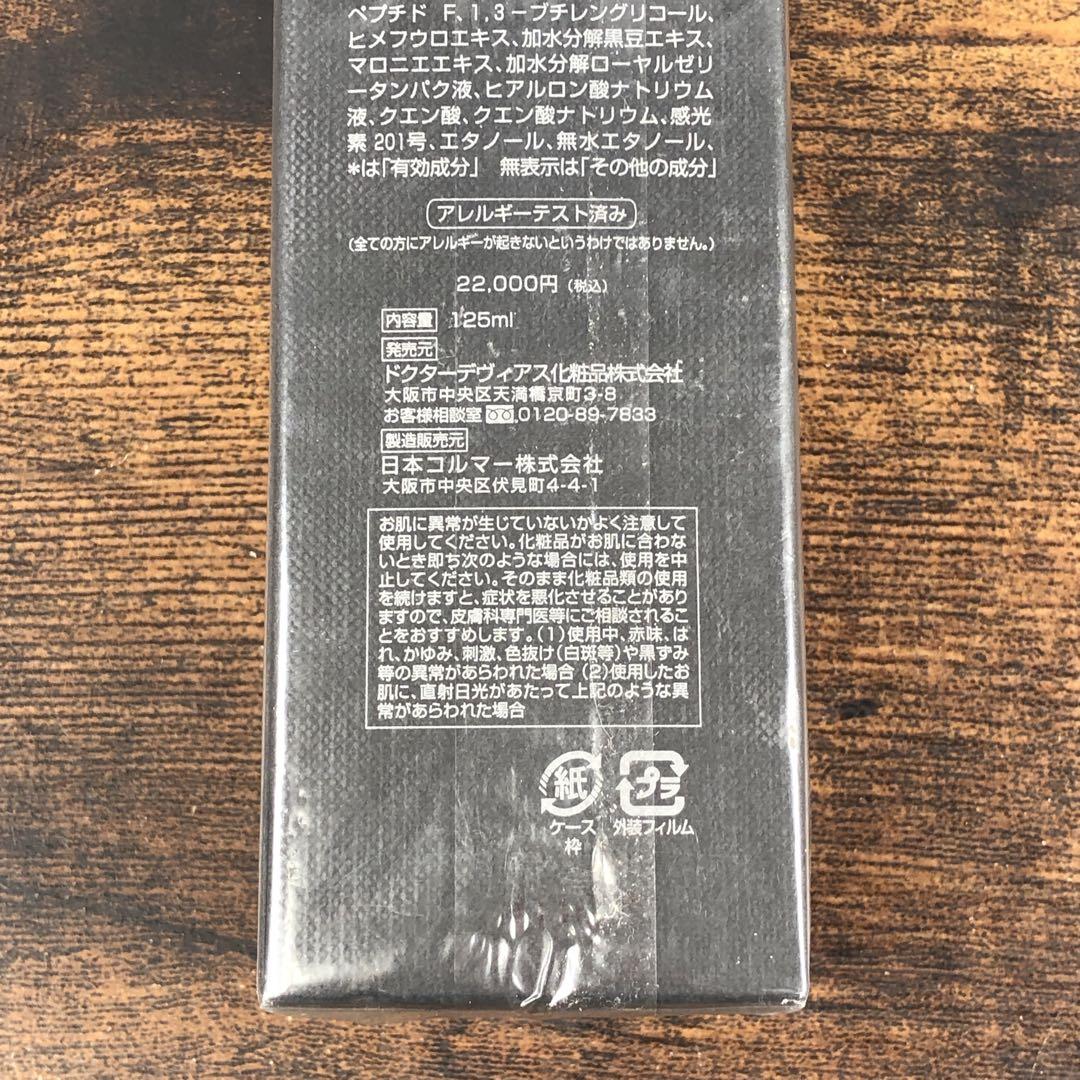 ペプチド F、1,3-ブチレングリコール、
ヒメフウロエキス、加水分解黒豆エキス、
マロニエエキス、加水分解ローヤルゼリ
ータンパク液、ヒアルロン酸ナトリウム
液、クエン酸、クエン酸ナトリウム、感光
素201号、エタノール、無水エタノール、
*は「有効成分」 無表示は「その他の成分」
アレルギーテスト済み
(全ての方にアレルギーが起きないというわけではありません。)
22,000円(税込)
内容量 125ml
発売元
ドクターデヴィアス化粧品株式会社
大阪市中央区天満橋京町3-8
お客様相談室 0120-89-7833
製造販売元
日本コルマー株式会社
大阪市中央区伏見町4-4-1
お肌に異常が生じていないかよく注意して
使用してください。化粧品がお肌に合わな
いとき即ち次のような場合には、使用を中
止してください。そのまま化粧品類の使用
を続けますと、症状を悪化させることがあり
ますので、皮膚科専門医等にご相談されるこ
とをおすすめします。(1)使用中、赤味、は
れ、かゆみ、刺激、色抜け(白斑等)や黒ずみ
等の異常があらわれた場合 (2)使用したお
肌に、直射日光があたって上記のような異
常があらわれた場合
紙 プラ
ケース 外装フィルム
枠